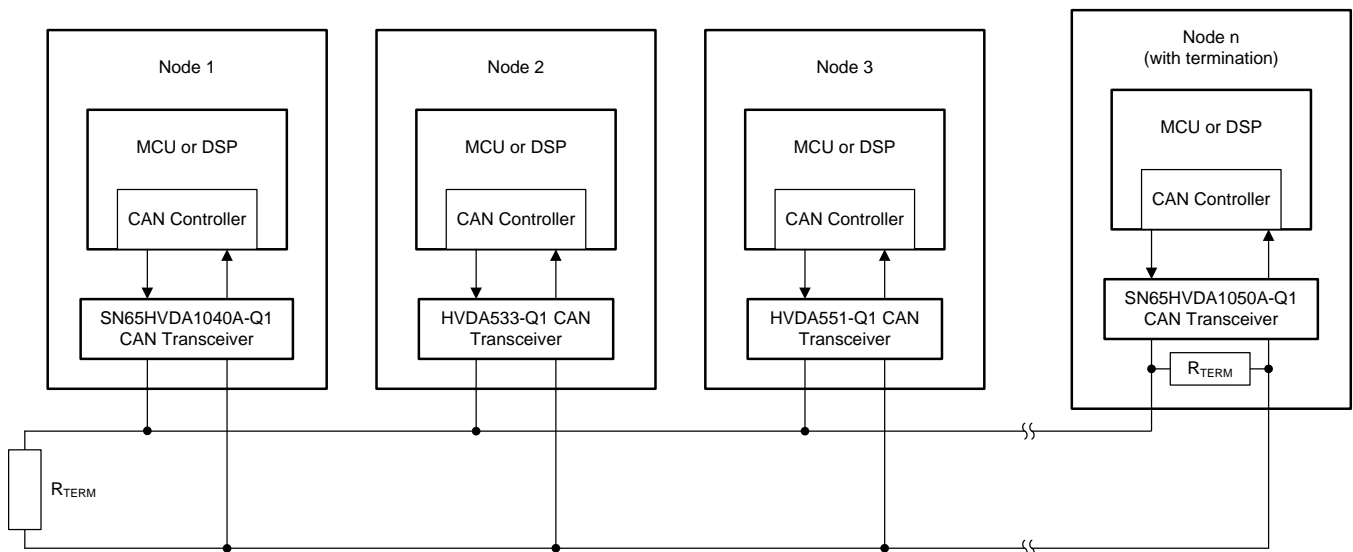 Node 1
MCU or DSP
CAN Controller
SN65HVDA1040A-Q1
CAN Transceiver
Node 2
MCU or DSP
CAN Controller
HVDA533-Q1 CAN
Transceiver
Node 3
MCU or DSP
CAN Controller
HVDA551-Q1 CAN
Transceiver
Node n
(with termination)
MCU or DSP
CAN Controller
SN65HVDA1050A-Q1
CAN Transceiver
RTERM
RTERM